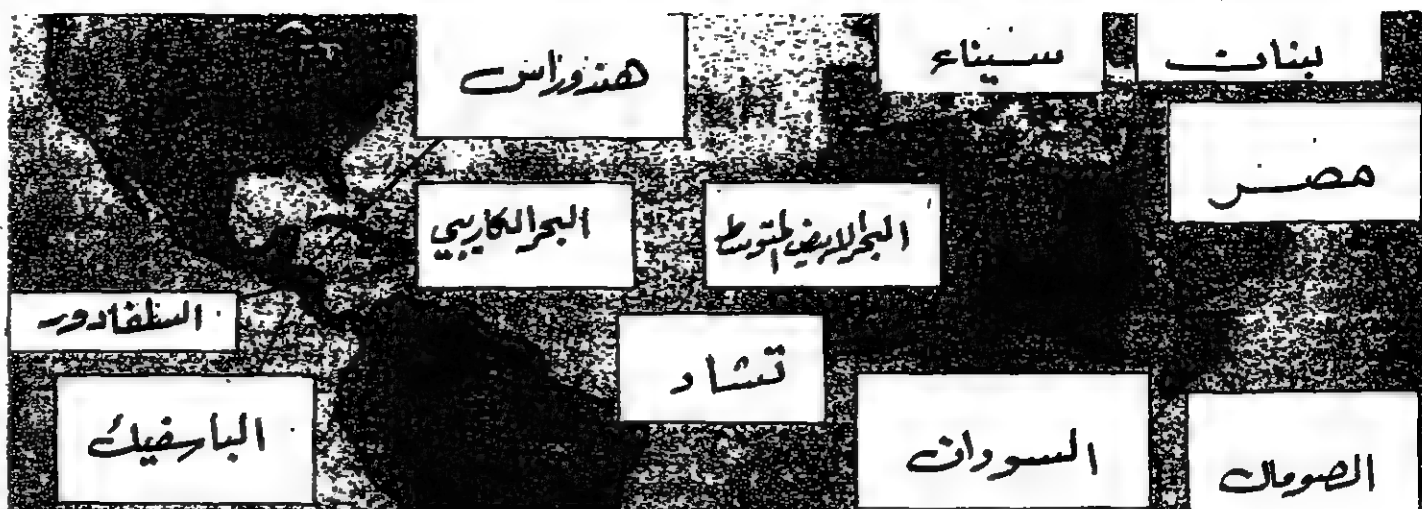 لبنان
سيناء
هندوراس
مصر
البحر الابيض المتوسط
البحر الكاريبي
السلفادور
تشاد
الصومال
السودان
الباسفيك